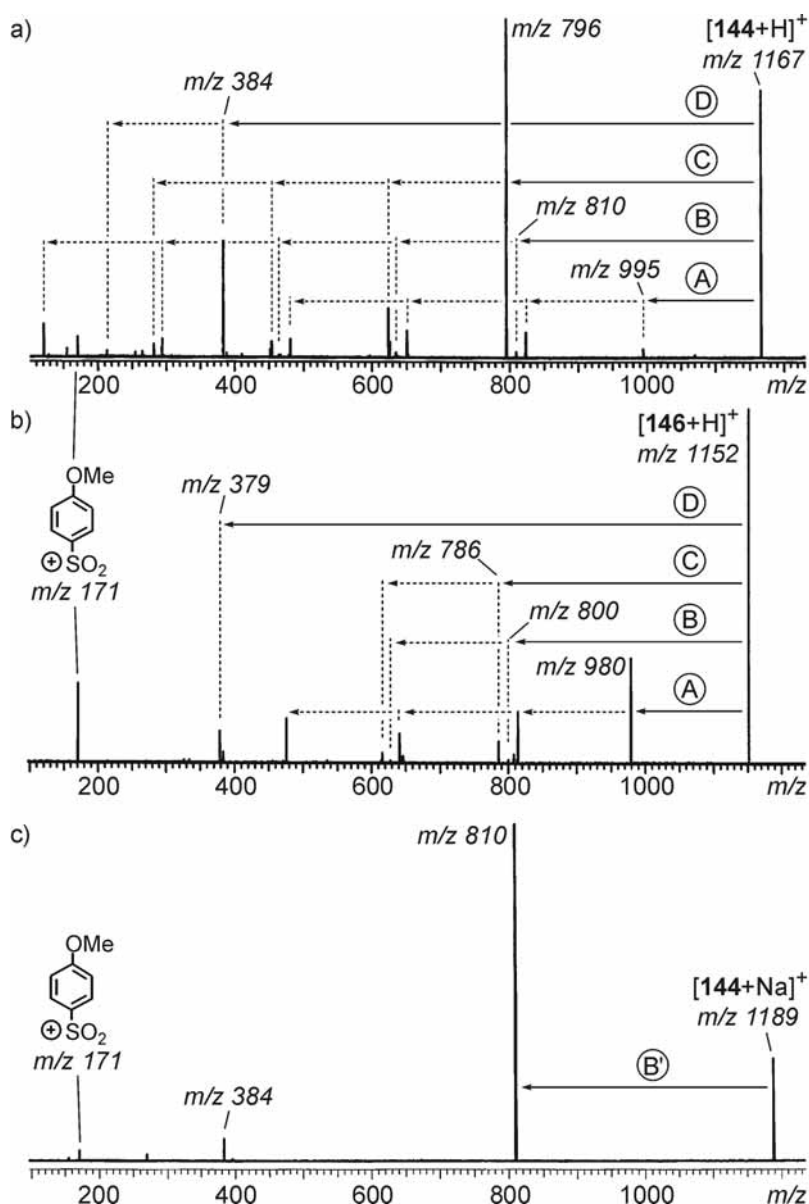 a)
m/z 796
[144+H]+
m/z 1167
m/z 384
D
C
m/z 810
B
m/z 995
A
200 400 600 800 1000 m/z
b)
[146+H]+
m/z 1152
OMe
m/z 379
D
m/z 786
C
⊕ SO2
m/z 800
m/z 171
B
m/z 980
A
200 400 600 800 1000 m/z
c)
m/z 810
OMe
[144+Na]+
⊕ SO2
m/z 1189
m/z 171
m/z 384
B'
200 400 600 800 1000 m/z